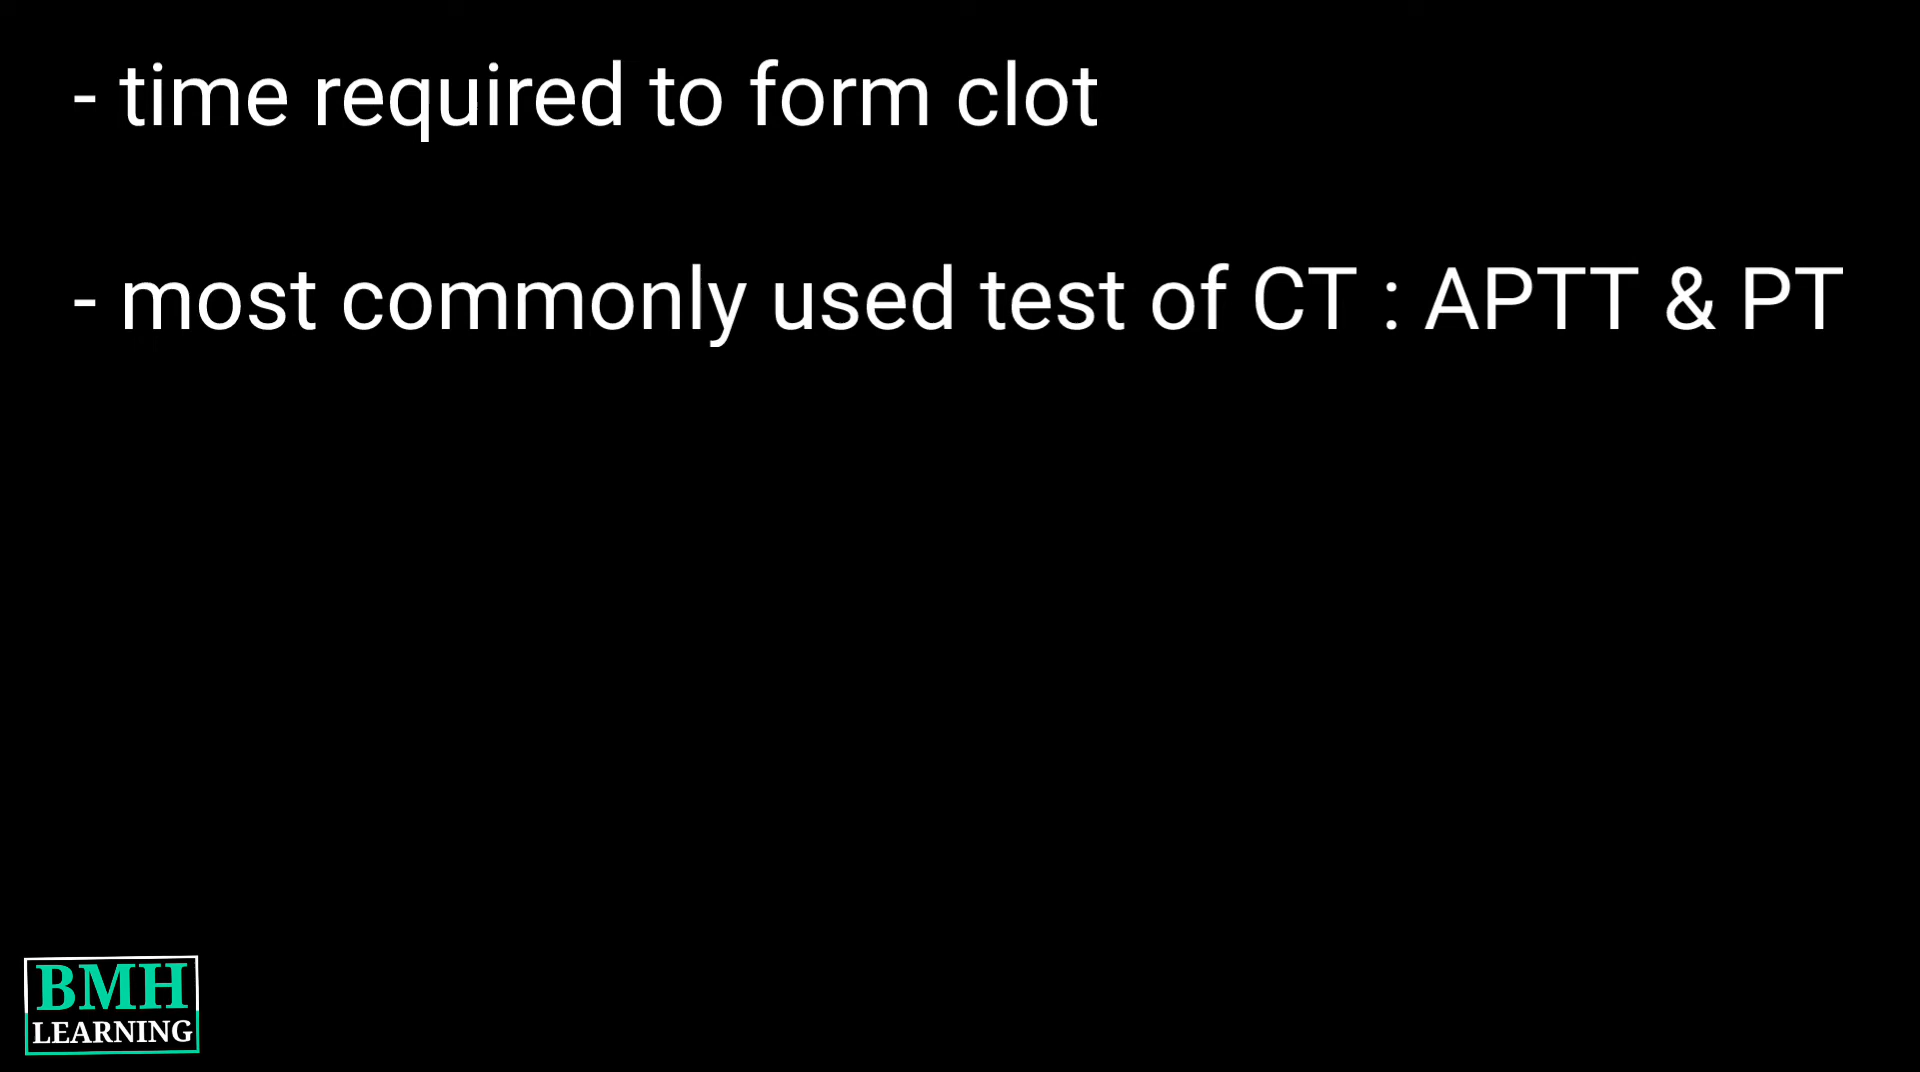 - time required to form clot
- most commonly used test of CT : APTT & PT
BMH
LEARNING